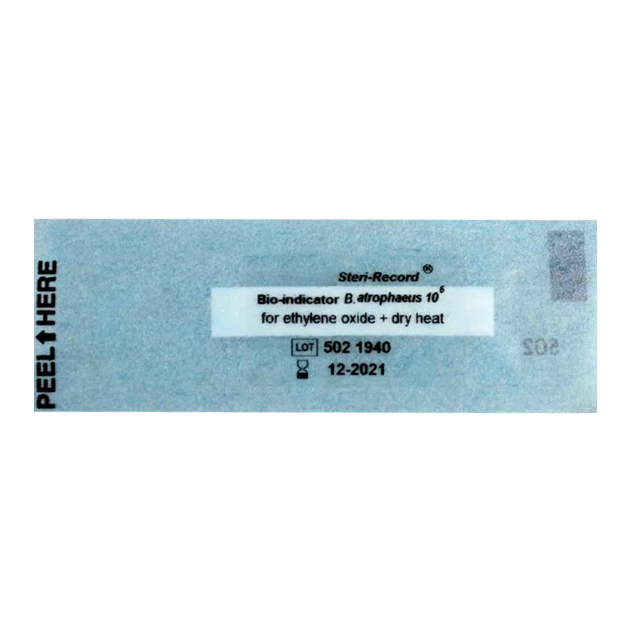 PEEL↑HERE
Steri-Record®
Bio-indicator B. atrophaeus 10⁶
for ethylene oxide + dry heat
LOT 502 1940
12-2021
502